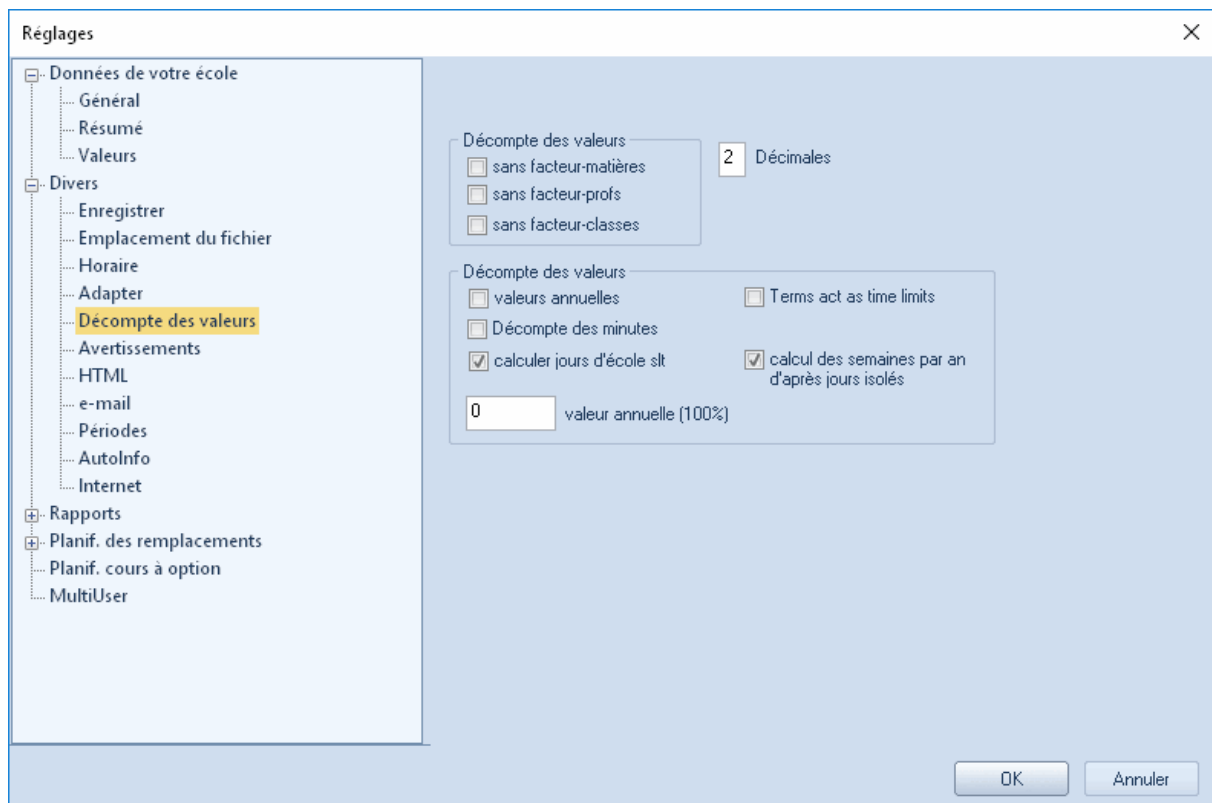 Réglages
Données de votre école
Général
Résumé
Valeurs
Divers
Enregistrer
Emplacement du fichier
Horaire
Adapter
Décompte des valeurs
Avertissements
HTML
e-mail
Périodes
AutoInfo
Internet
Rapports
Planif. des remplacements
Planif. cours à option
MultiUser
Décompte des valeurs
sans facteur-matières
sans facteur-profs
sans facteur-classes
2 Décimales
Décompte des valeurs
valeurs annuelles
Terms act as time limits
Décompte des minutes
calculer jours d'école slt
calcul des semaines par an
d'après jours isolés
0 valeur annuelle (100%)
OK
Annuler